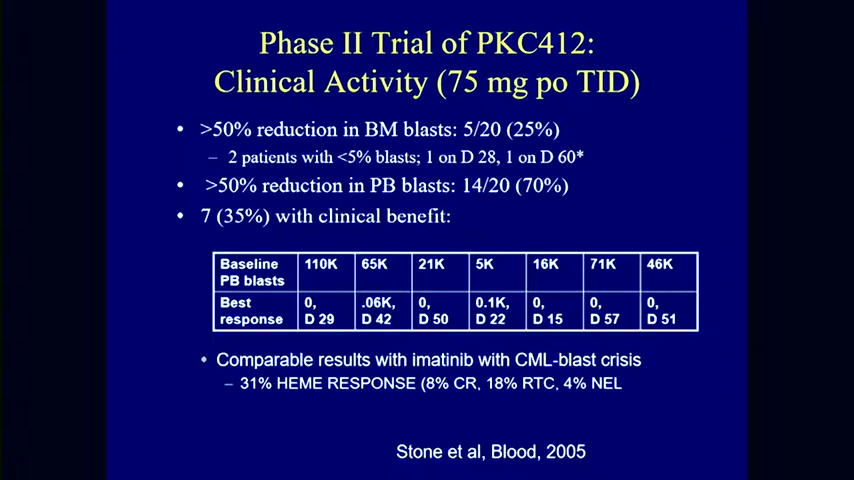 Phase II Trial of PKC412:
Clinical Activity (75 mg po TID)
• >50% reduction in BM blasts: 5/20 (25%)
– 2 patients with <5% blasts; 1 on D 28, 1 on D 60*
• >50% reduction in PB blasts: 14/20 (70%)
• 7 (35%) with clinical benefit:
Baseline PB blasts 110K 65K 21K 5K 16K 71K 46K
Best response 0, D 29 .06K, D 42 0, D 50 0.1K, D 22 0, D 15 0, D 57 0, D 51
• Comparable results with imatinib with CML-blast crisis
– 31% HEME RESPONSE (8% CR, 18% RTC, 4% NEL
Stone et al, Blood, 2005